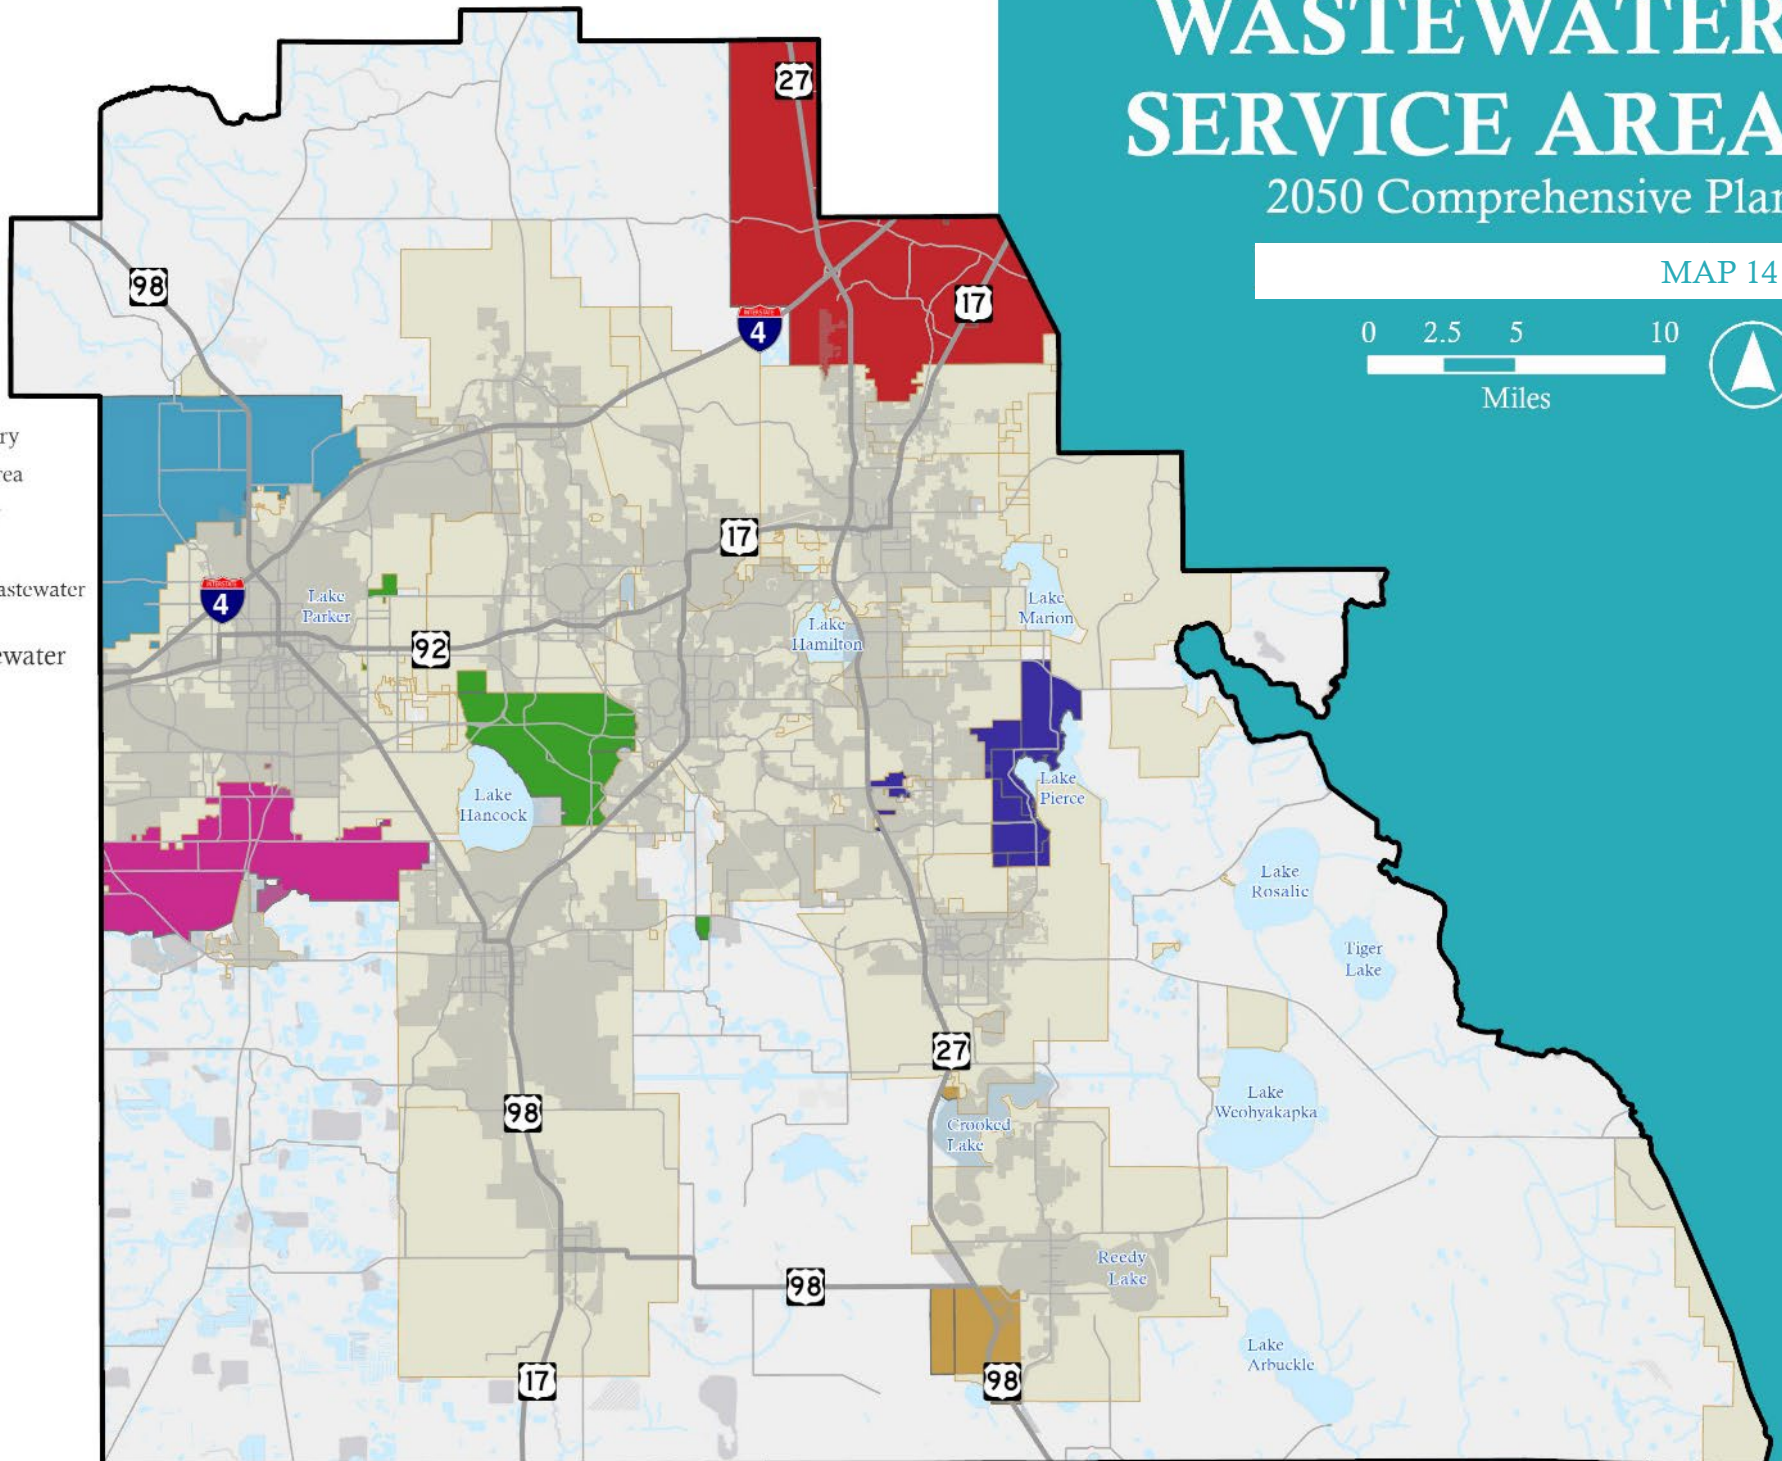 WASTEWATER
SERVICE AREA
2050 Comprehensive Plan
MAP 14
0 2.5 5 10
Miles
27
98
17
INTERSTATE
4
ry
rea
17
astewater
INTERSTATE
4
Lake
Parker
Lake
Marion
Lake
Hamilton
92
ewater
Lake
Pierce
Lake
Hancock
Lake
Rosalie
Tiger
Lake
27
98
Lake
Weohyakapka
Crooked
Lake
Reedy
Lake
98
Lake
Arbuckle
17
98